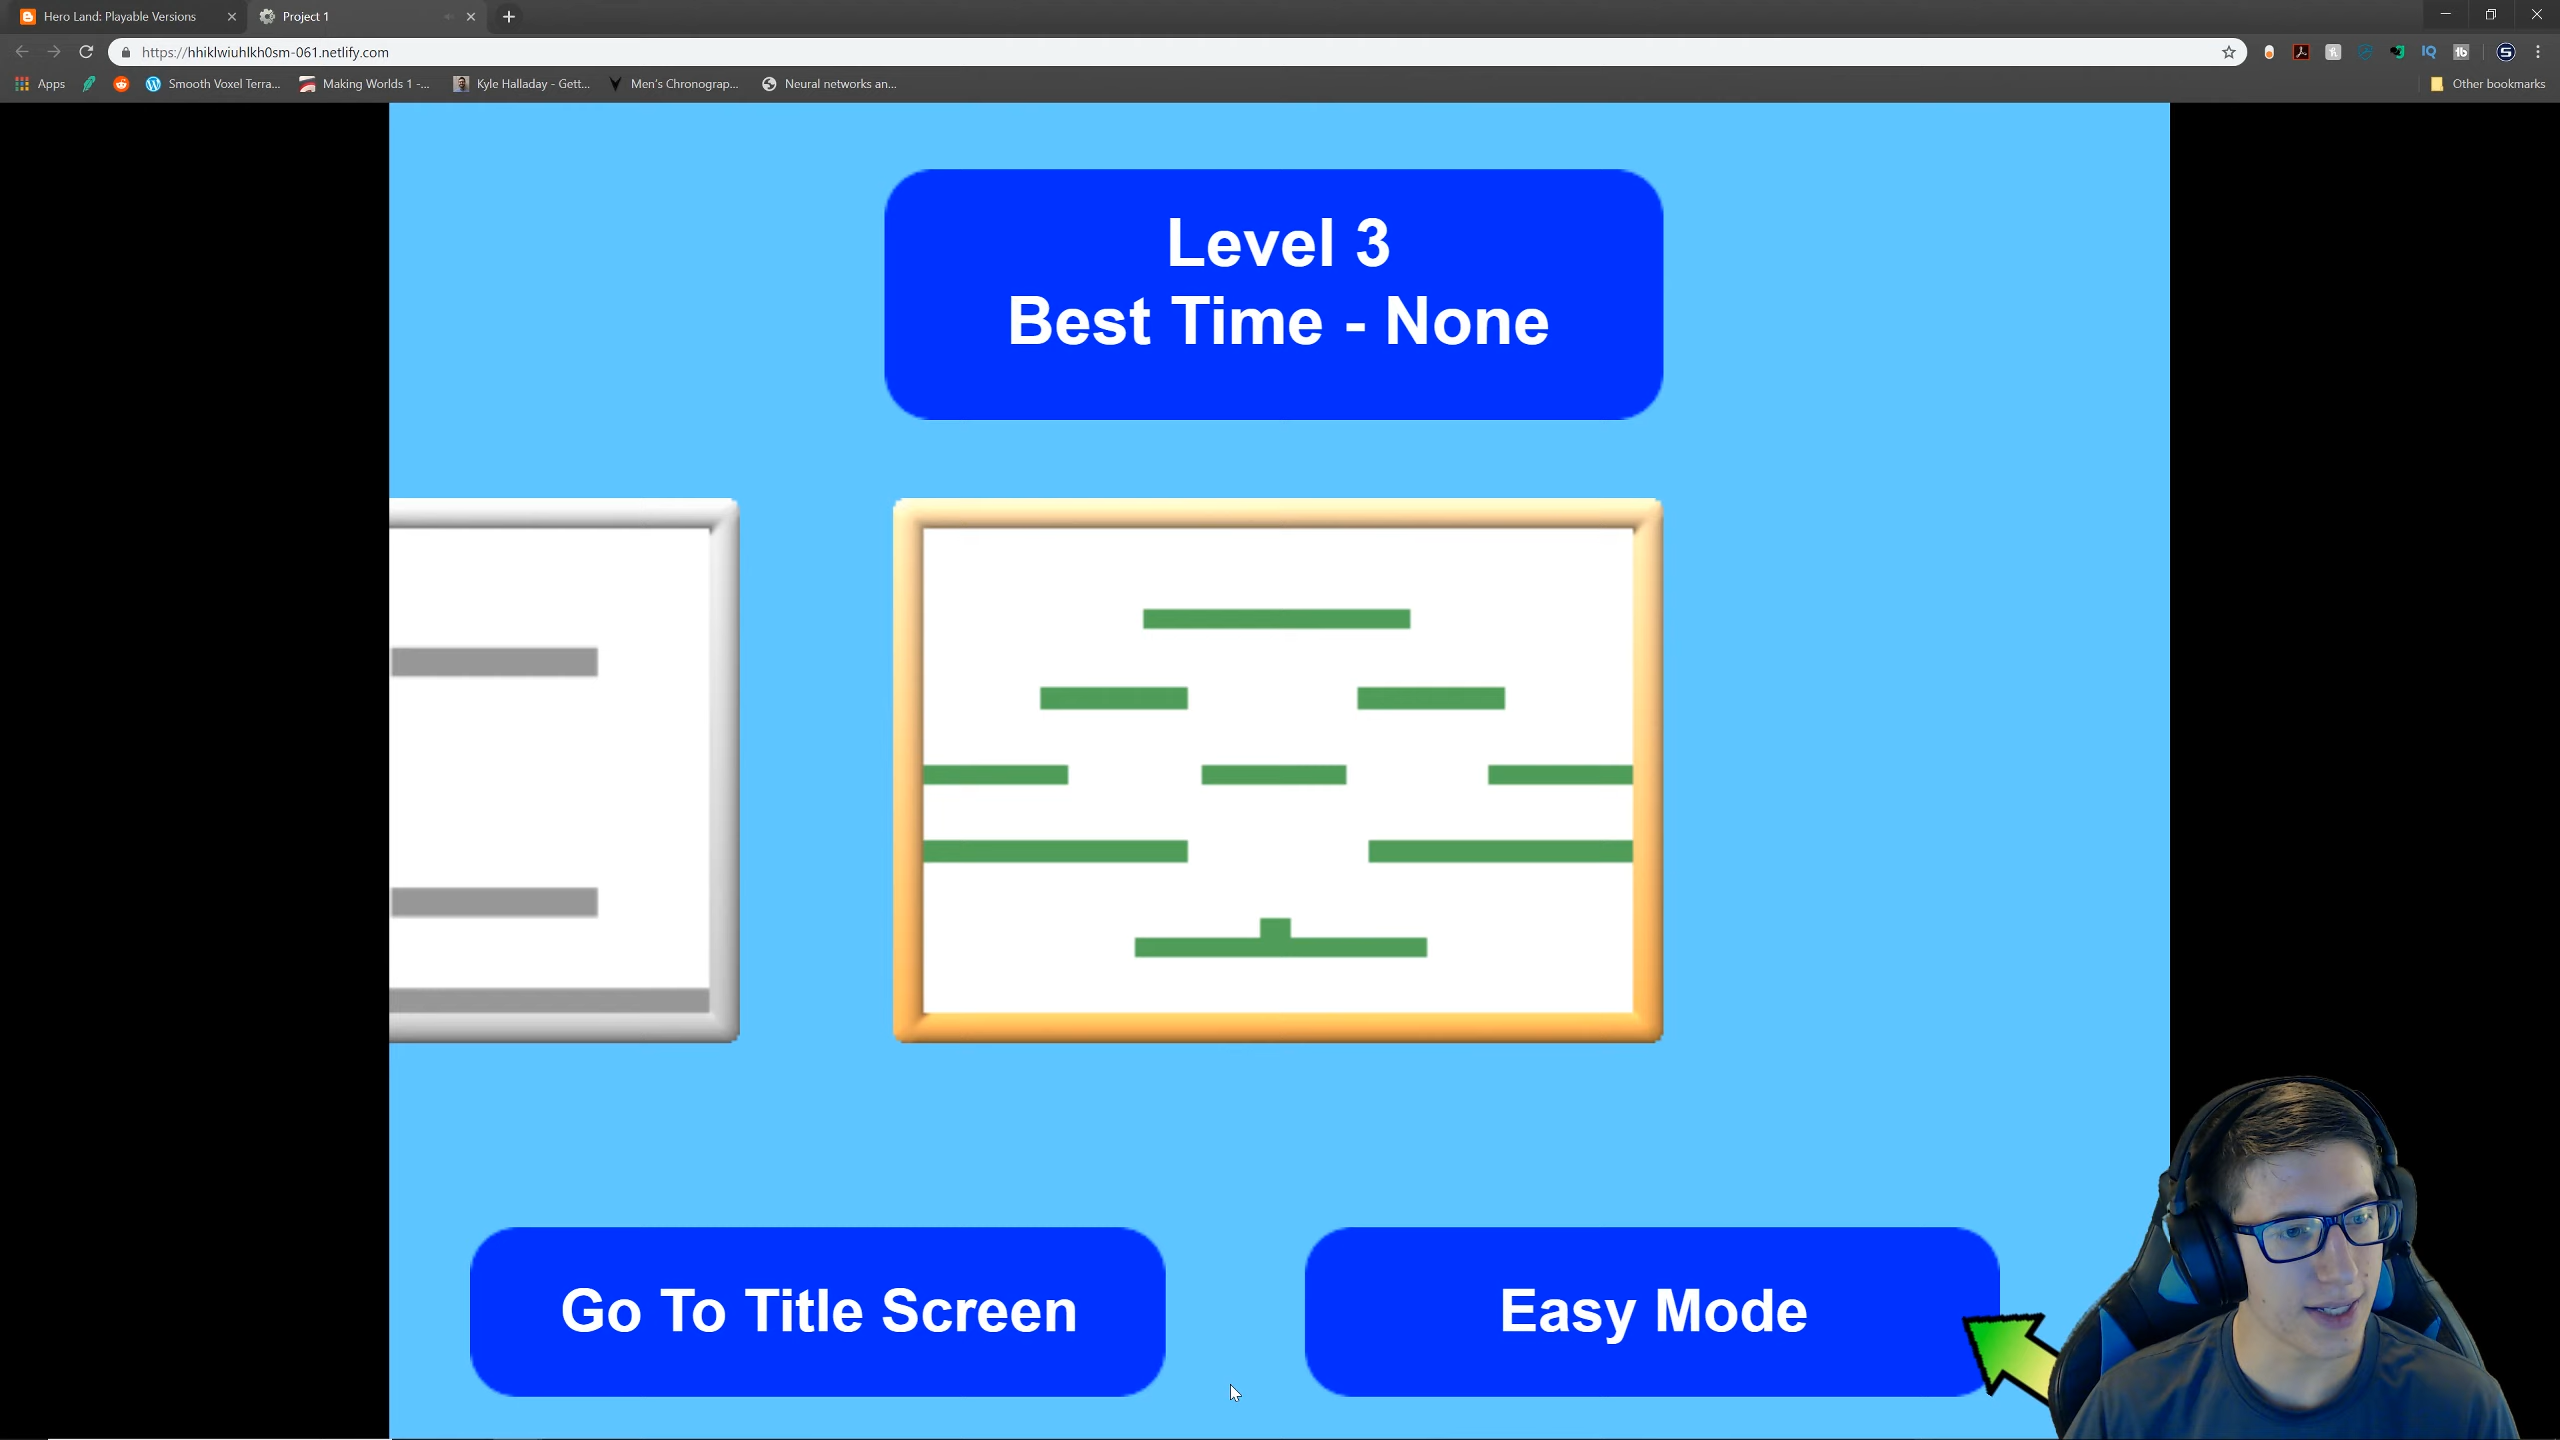 Hero Land: Playable Versions
Project 1
https://hhiklwiuhlkh0sm-061.netlify.com
Apps
Smooth Voxel Terra...
Making Worlds 1 -...
Kyle Halladay - Gett...
Men's Chronograp...
Neural networks an...
Other bookmarks
Level 3
Best Time - None
Go To Title Screen
Easy Mode